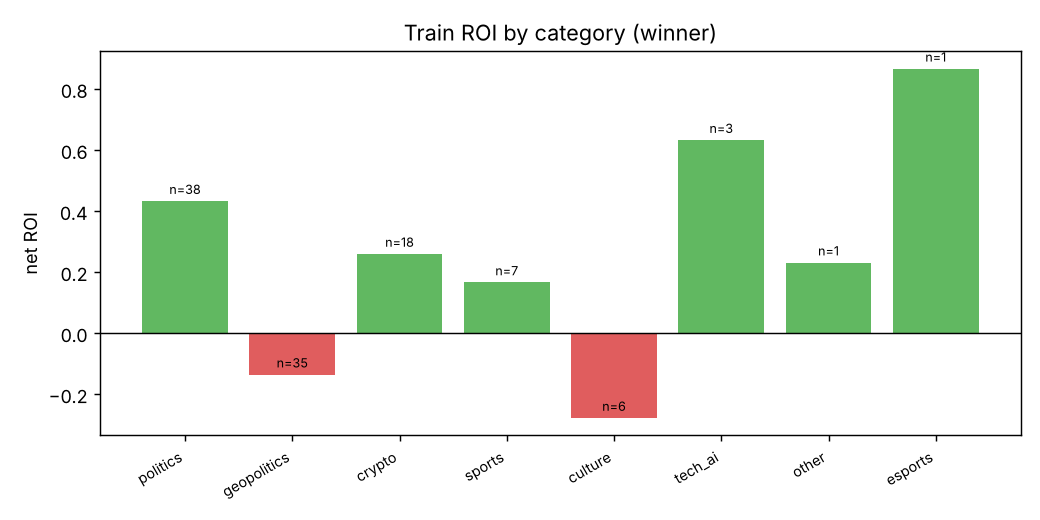 Train ROI by category (winner)
net ROI
0.8
0.6
0.4
0.2
0.0
−0.2
n=38
n=35
n=18
n=7
n=6
n=3
n=1
n=1
politics
geopolitics
crypto
sports
culture
tech_ai
other
esports